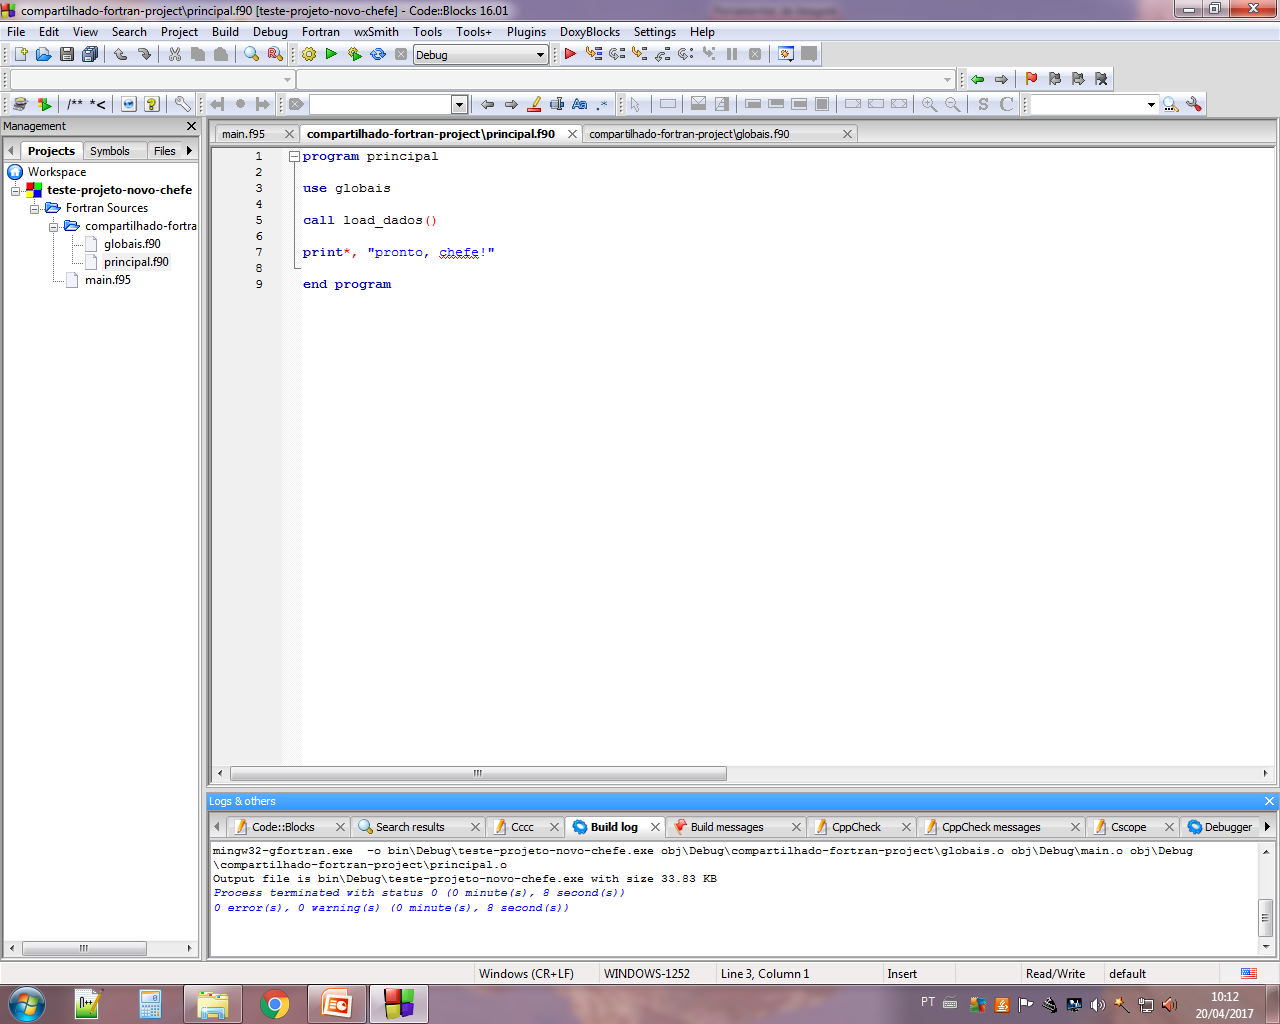 compartilhado-fortran-project\principal.f90 [teste-projeto-novo-chefe] - Code::Blocks 16.01
File Edit View Search Project Build Debug Fortran wxSmith Tools Tools+ Plugins DoxyBlocks Settings Help
Debug
/** *<
Aa .*
S C
Management
main.f95 compartilhado-fortran-project\principal.f90 compartilhado-fortran-project\globais.f90
Projects Symbols Files
Workspace
teste-projeto-novo-chefe
Fortran Sources
compartilhado-fortra
globais.f90
principal.f90
main.f95
1 program principal
2
3 use globais
4
5 call load_dados()
6
7 print*, "pronto, chefe!"
8
9 end program
Logs & others
Code::Blocks Search results Cccc Build log Build messages CppCheck CppCheck messages Cscope Debugger
mingw32-gfortran.exe -o bin\Debug\teste-projeto-novo-chefe.exe obj\Debug\compartilhado-fortran-project\globais.o obj\Debug\main.o obj\Debug
\compartilhado-fortran-project\principal.o
Output file is bin\Debug\teste-projeto-novo-chefe.exe with size 33.83 KB
Process terminated with status 0 (0 minute(s), 8 second(s))
0 error(s), 0 warning(s) (0 minute(s), 8 second(s))
Windows (CR+LF) WINDOWS-1252 Line 3, Column 1 Insert Read/Write default
PT
10:12
20/04/2017